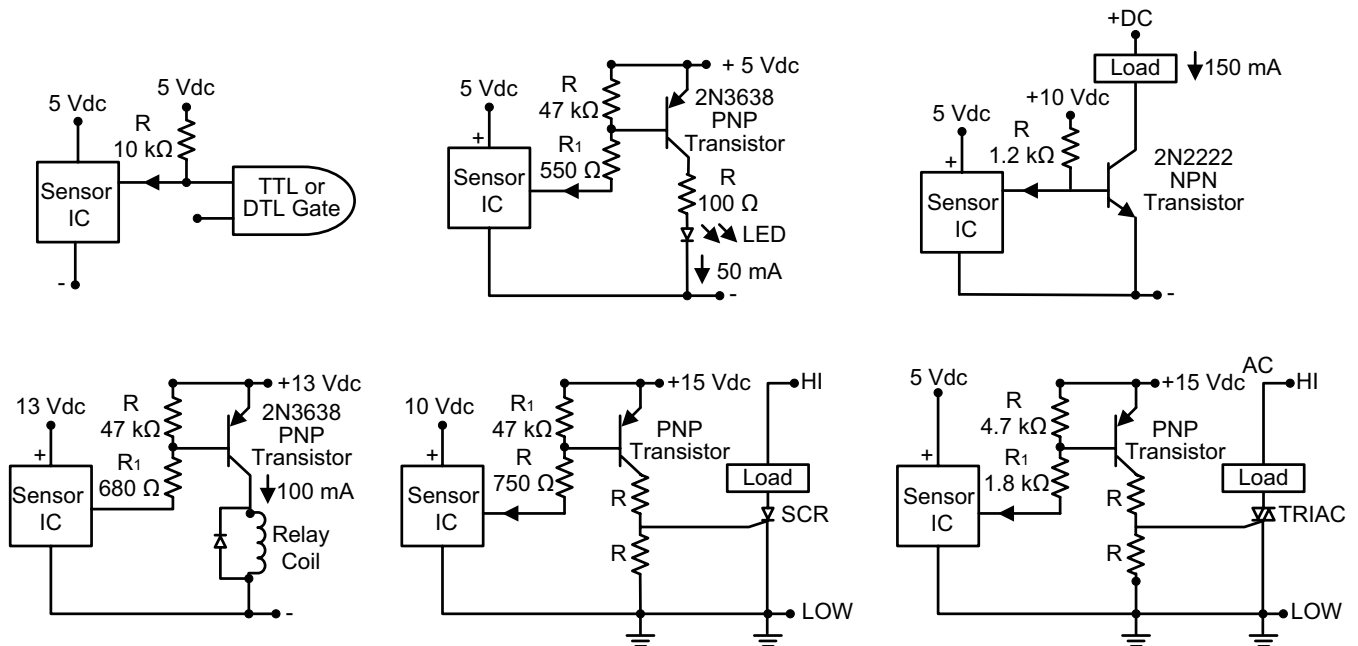 5 Vdc
5 Vdc
R
10 kΩ
Sensor
IC
TTL or
DTL Gate
-
+ 5 Vdc
5 Vdc
R
47 kΩ
2N3638
PNP
Transistor
+
R1
550 Ω
Sensor
IC
R
100 Ω
LED
50 mA
-
+DC
Load
150 mA
+10 Vdc
5 Vdc
R
1.2 kΩ
+
2N2222
NPN
Transistor
Sensor
IC
-
+13 Vdc
13 Vdc
R
47 kΩ
2N3638
PNP
Transistor
+
R1
680 Ω
100 mA
Sensor
IC
Relay
Coil
-
+15 Vdc
HI
10 Vdc
R1
47 kΩ
PNP
Transistor
+
R
750 Ω
Load
Sensor
IC
R
SCR
R
LOW
AC
+15 Vdc
HI
5 Vdc
R
4.7 kΩ
PNP
Transistor
+
R1
1.8 kΩ
Load
Sensor
IC
R
TRIAC
R
LOW